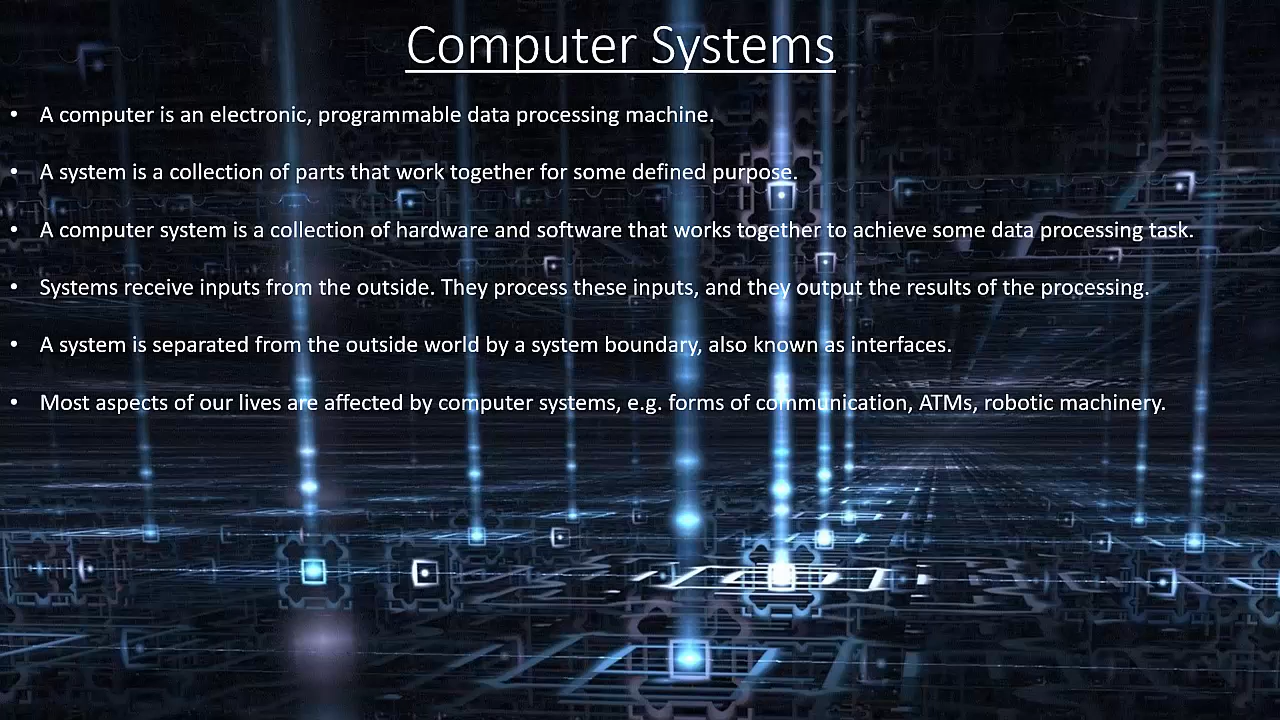 Computer Systems
• A computer is an electronic, programmable data processing machine.
• A system is a collection of parts that work together for some defined purpose.
• A computer system is a collection of hardware and software that works together to achieve some data processing task.
• Systems receive inputs from the outside. They process these inputs, and they output the results of the processing.
• A system is separated from the outside world by a system boundary, also known as interfaces.
• Most aspects of our lives are affected by computer systems, e.g. forms of communication, ATMs, robotic machinery.